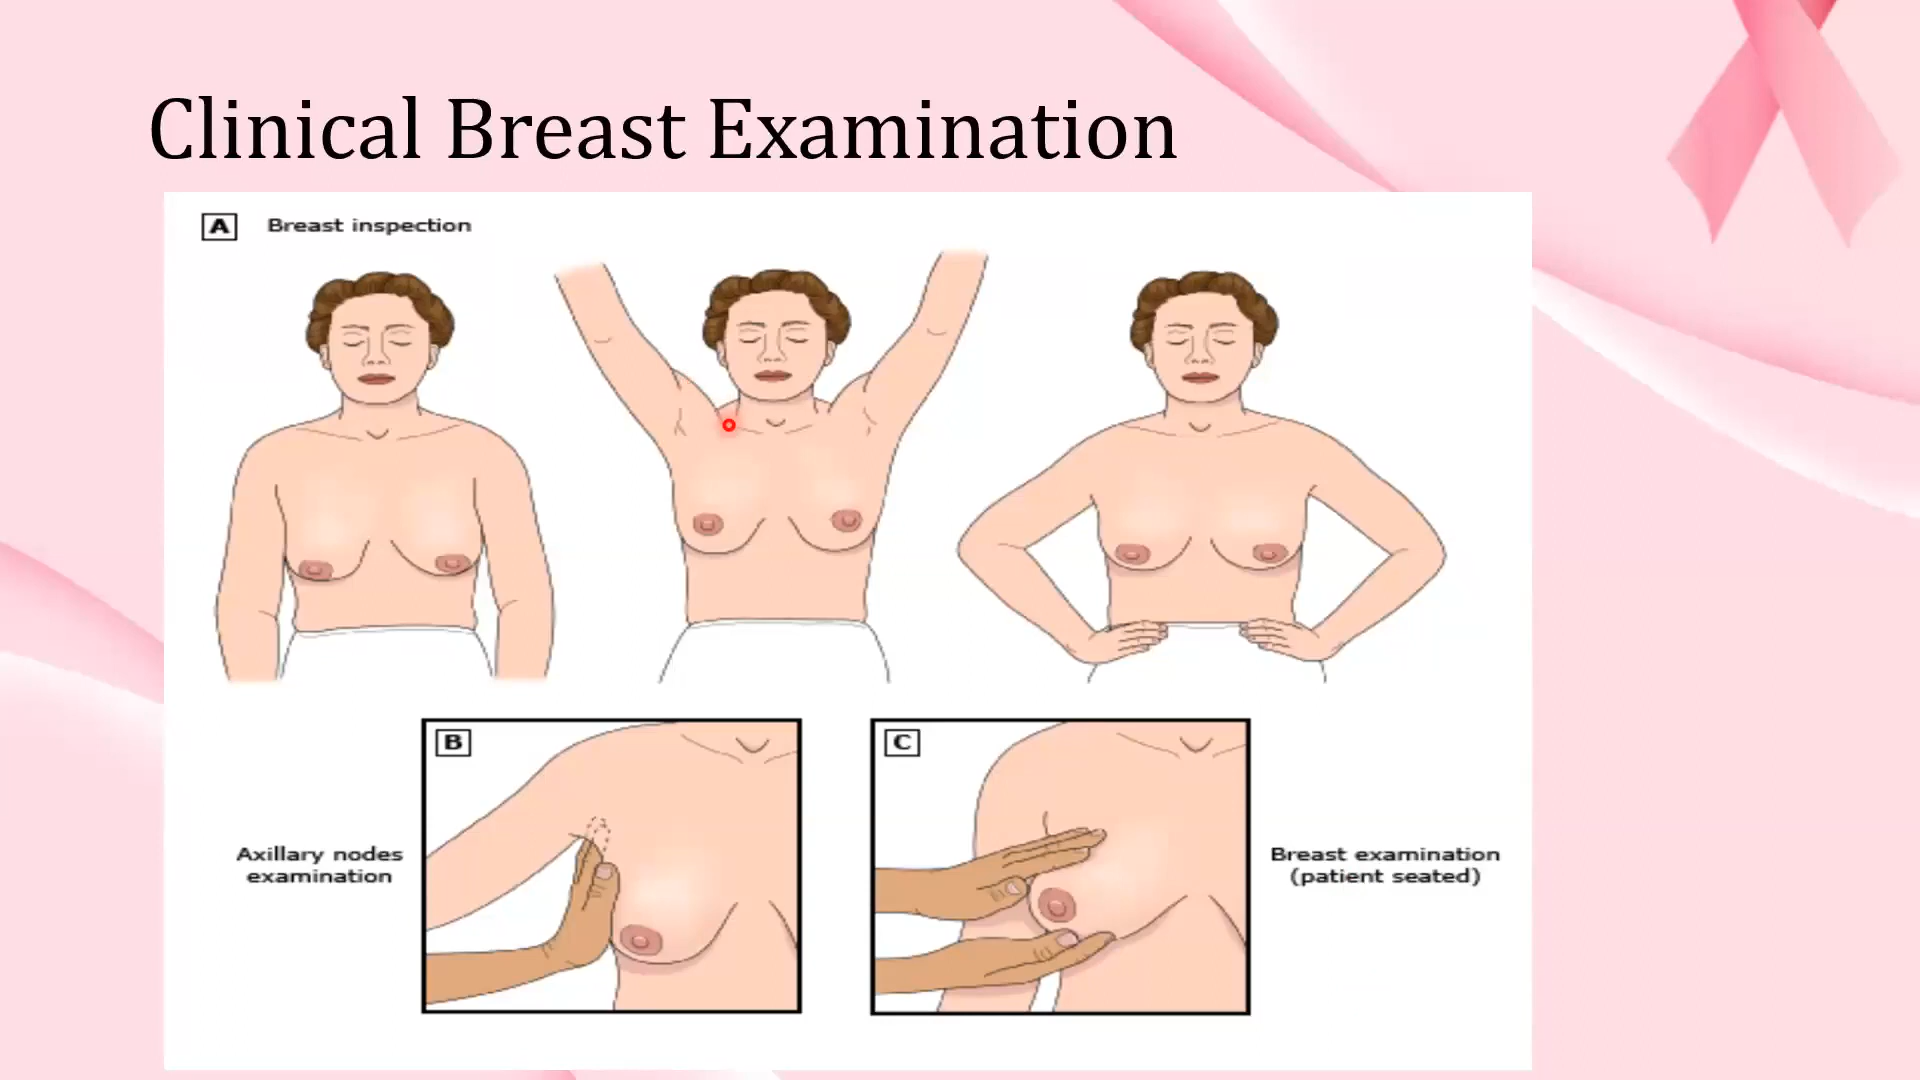 Clinical Breast Examination
A Breast inspection
B
Axillary nodes
examination
C
Breast examination
(patient seated)